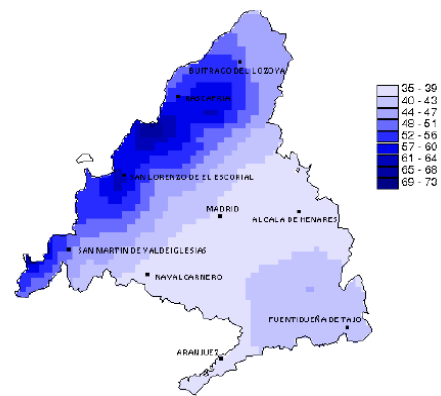 BUITRAGO DEL LOZOYA
RASCAFRIA
SAN LORENZO DE EL ESCORIAL
MADRID
ALCALA DE HENARES
SAN MARTIN DE VALDEIGLESIAS
NAVALCARNERO
FUENTIDUEÑA DE TAJO
ARANJUEZ
35 - 39
40 - 43
44 - 47
48 - 51
52 - 56
57 - 60
61 - 64
65 - 68
69 - 73